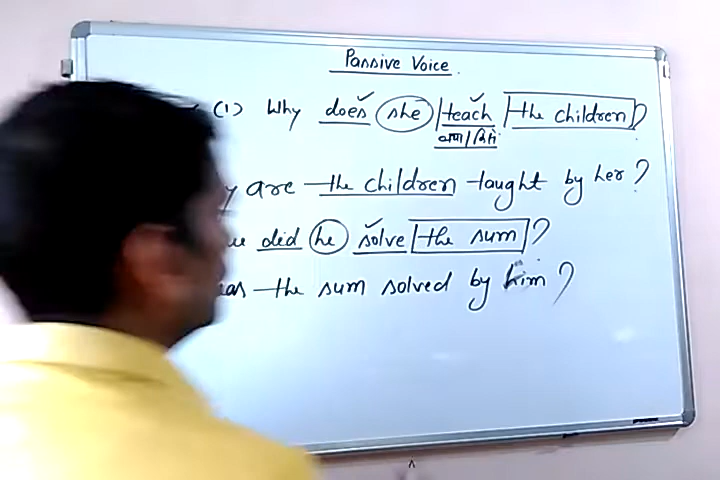 Passive Voice.
(1) Why does she teach the children?
are the children taught by her?
did he solve the sum?
the sum solved by him?